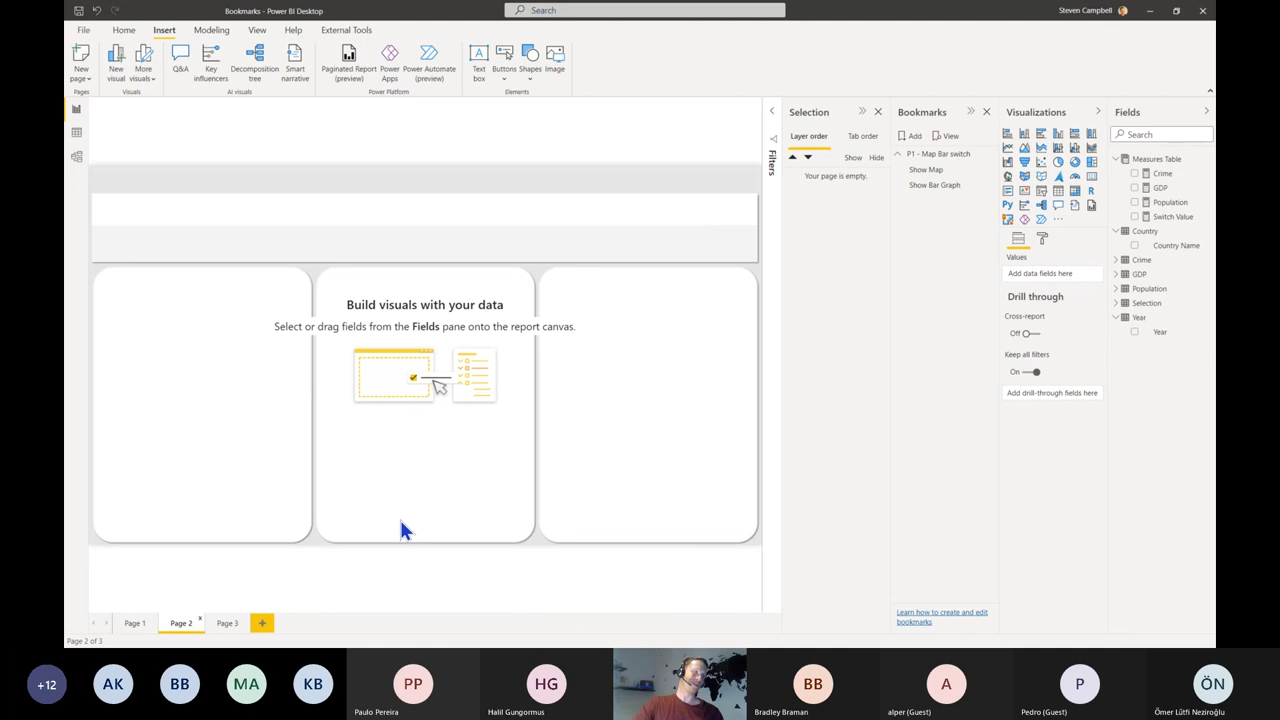 Bookmarks - Power BI Desktop
Search
Steven Campbell
File
Home
Insert
Modeling
View
Help
External Tools
New
page
New
visual
More
visuals
Q&A
Key
influencers
Decomposition
tree
Smart
narrative
Paginated Report
(preview)
Power
Apps
Power Automate
(preview)
Text
box
Buttons
Shapes
Image
Pages
Visuals
AI visuals
Power Platform
Elements
Build visuals with your data
Select or drag fields from the Fields pane onto the report canvas.
Filters
Selection
Layer order
Tab order
Show
Hide
Your page is empty.
Bookmarks
Add
View
P1 - Map Bar switch
Show Map
Show Bar Graph
Learn how to create and edit
bookmarks
Visualizations
R
Py
Values
Add data fields here
Drill through
Cross-report
Off
Keep all filters
On
Add drill-through fields here
Fields
Search
Measures Table
Crime
GDP
Population
Switch Value
Country
Country Name
Crime
GDP
Population
Selection
Year
Year
Page 1
Page 2
x
Page 3
+
Page 2 of 3
+12
AK
BB
MA
KB
PP
Paulo Pereira
HG
Halil Gungormus
BB
Bradley Braman
A
alper (Guest)
P
Pedro (Guest)
ÖN
Ömer Lütfi Neziroğlu